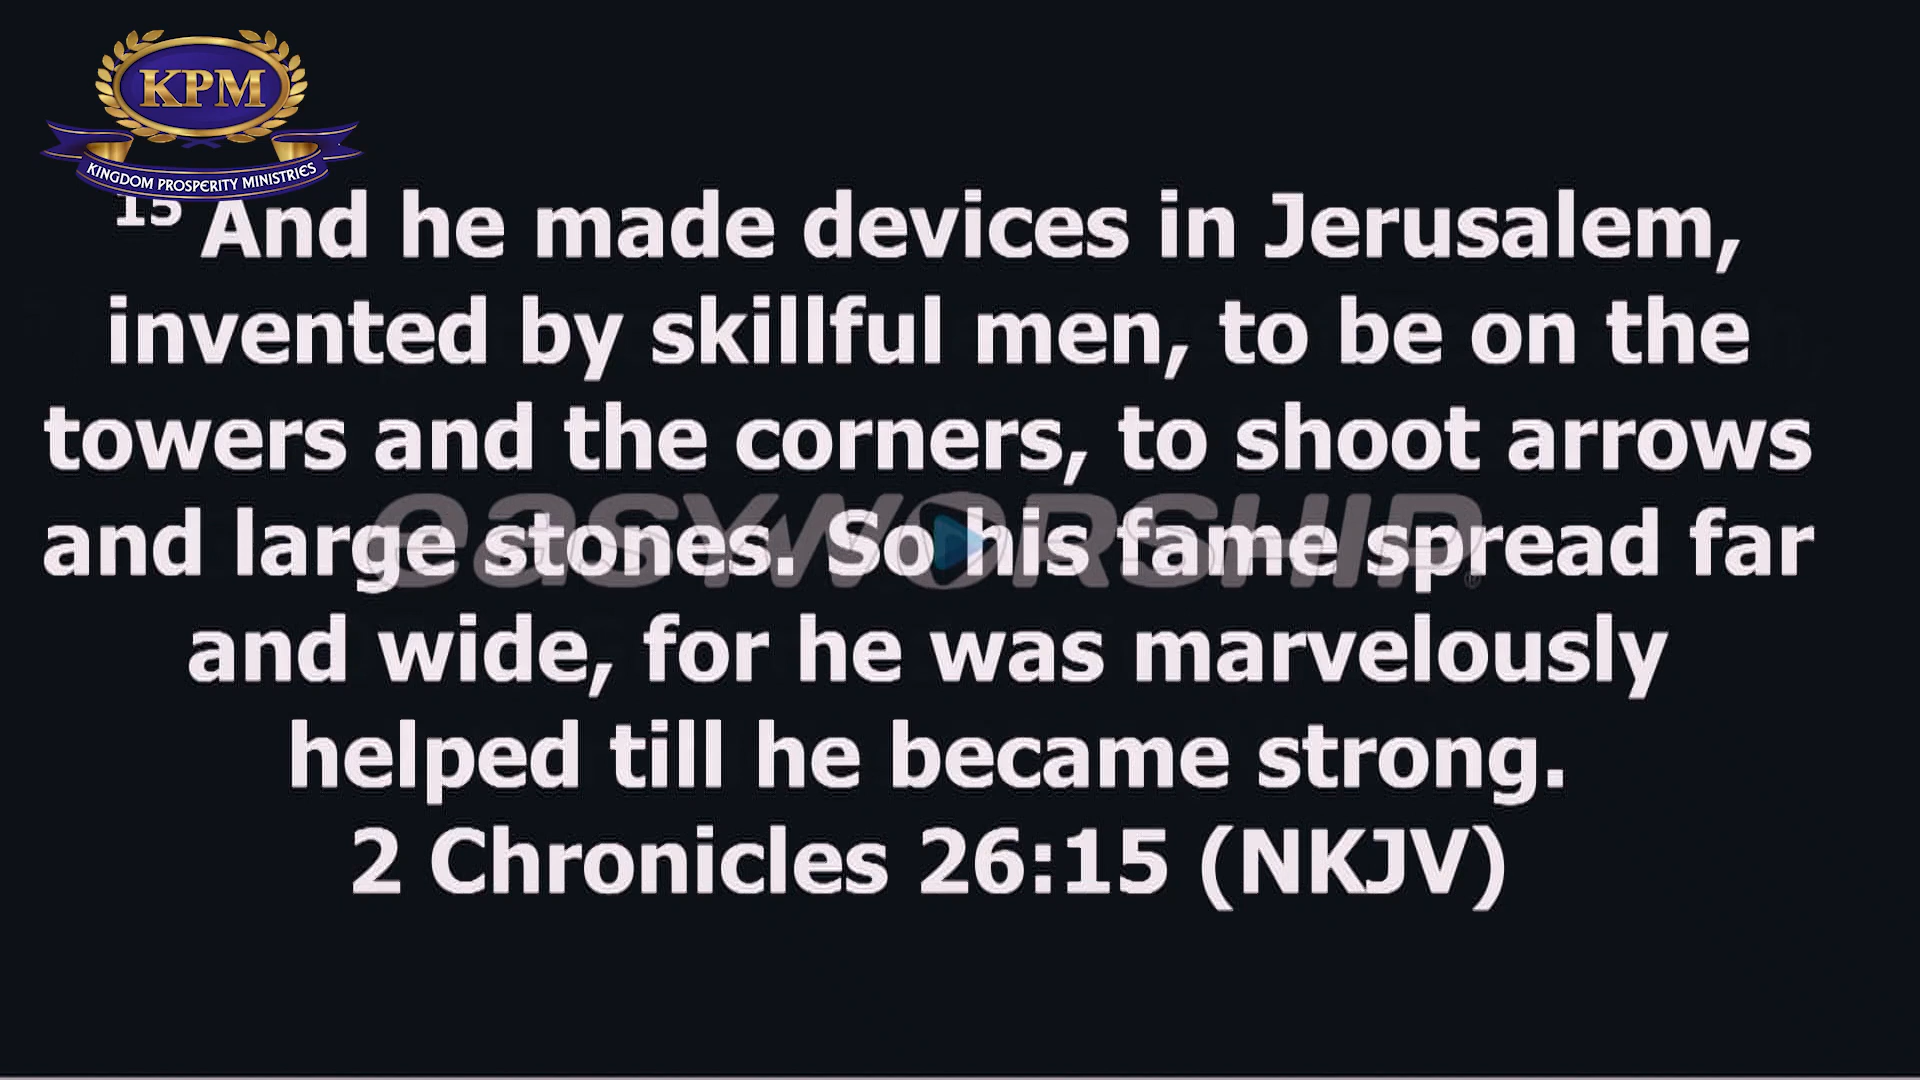 KPM
KINGDOM PROSPERITY MINISTRIES
15 And he made devices in Jerusalem,
invented by skillful men, to be on the
towers and the corners, to shoot arrows
and large stones. So his fame spread far
easyWORSHIP®
and wide, for he was marvelously
helped till he became strong.
2 Chronicles 26:15 (NKJV)